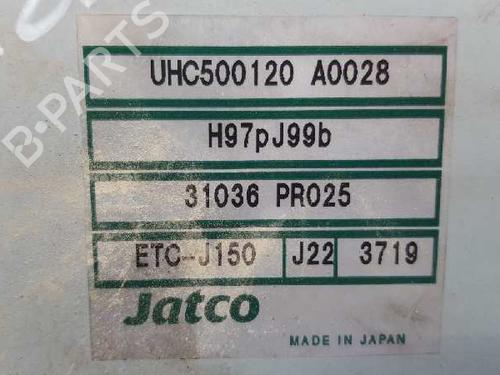 B-PARTS
UHC500120 A0028
H97pJ99b
31036 PR025
ETC-J150 J22 3719
Jatco
MADE IN JAPAN